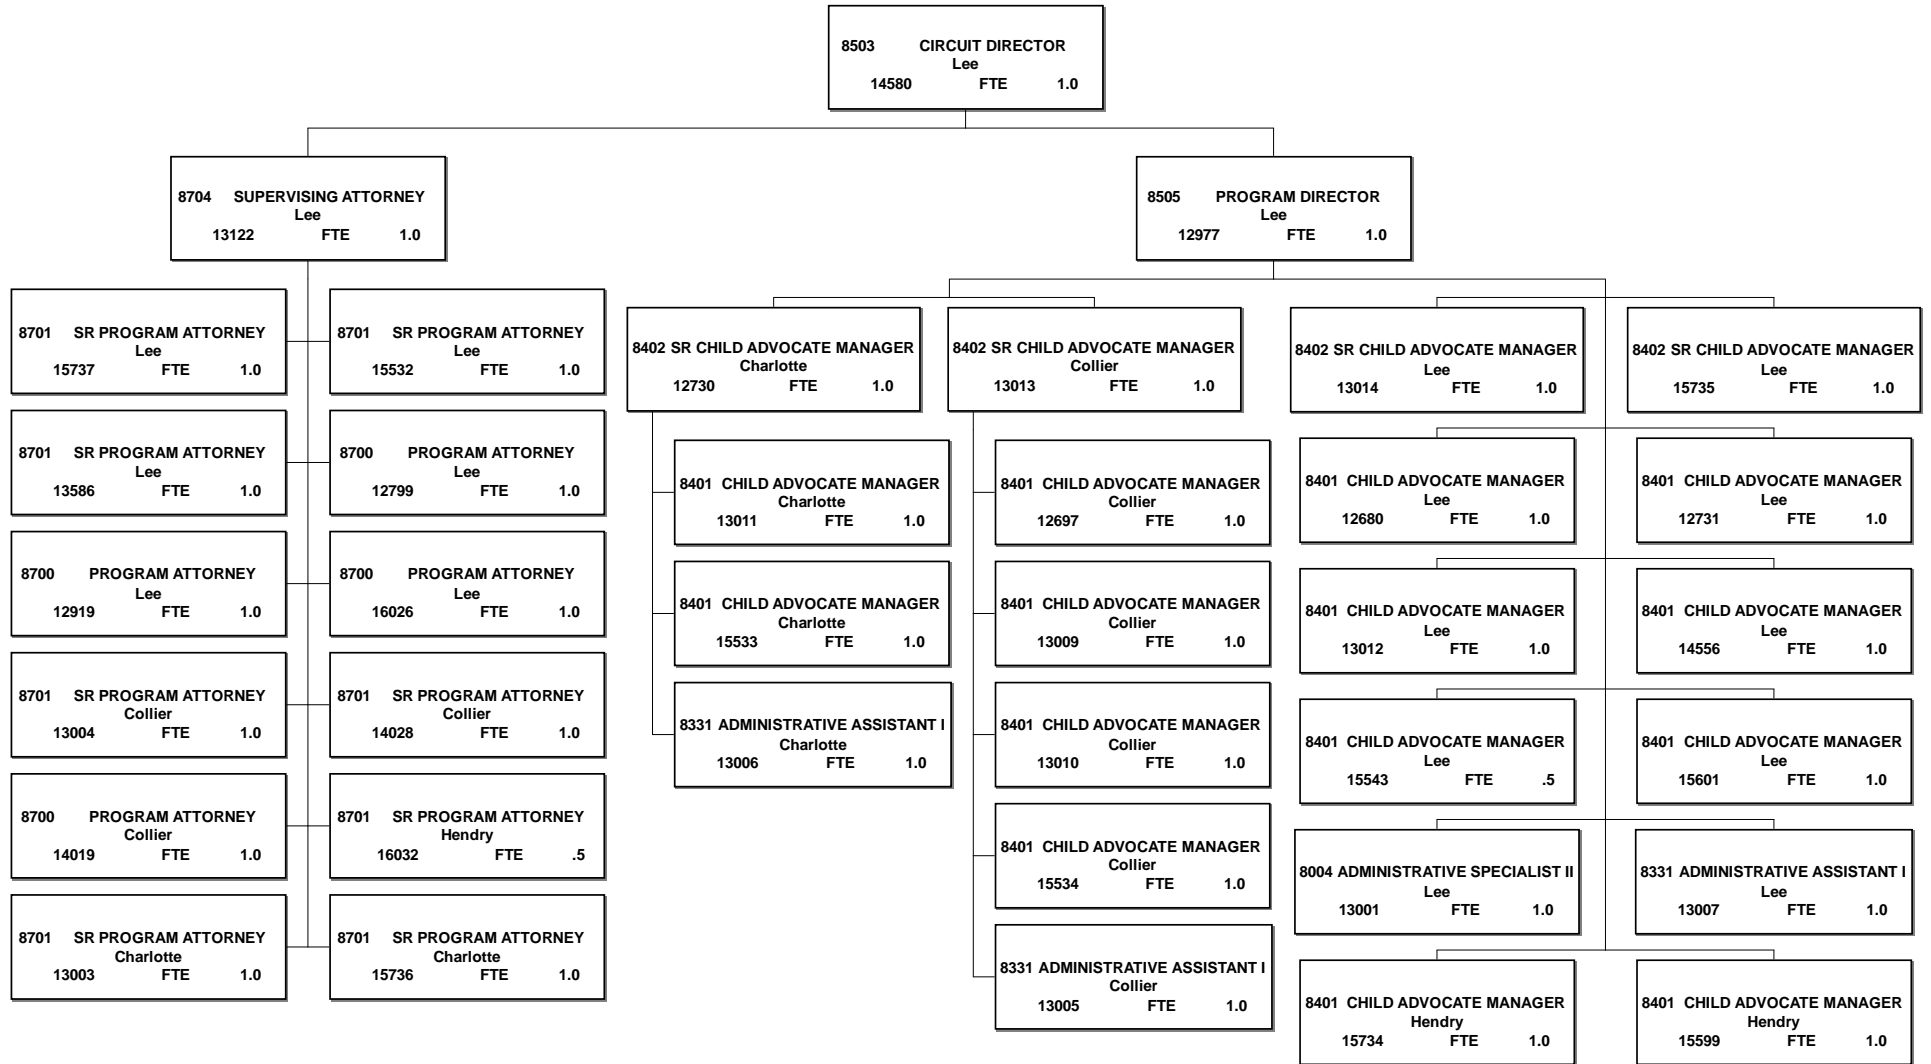 8503 CIRCUIT DIRECTOR
Lee
14580 FTE 1.0
8704 SUPERVISING ATTORNEY
Lee
13122 FTE 1.0
8505 PROGRAM DIRECTOR
Lee
12977 FTE 1.0
8701 SR PROGRAM ATTORNEY
Lee
15737 FTE 1.0
8701 SR PROGRAM ATTORNEY
Lee
15532 FTE 1.0
8701 SR PROGRAM ATTORNEY
Lee
13586 FTE 1.0
8700 PROGRAM ATTORNEY
Lee
12799 FTE 1.0
8700 PROGRAM ATTORNEY
Lee
12919 FTE 1.0
8700 PROGRAM ATTORNEY
Lee
16026 FTE 1.0
8701 SR PROGRAM ATTORNEY
Collier
13004 FTE 1.0
8701 SR PROGRAM ATTORNEY
Collier
14028 FTE 1.0
8700 PROGRAM ATTORNEY
Collier
14019 FTE 1.0
8701 SR PROGRAM ATTORNEY
Hendry
16032 FTE .5
8701 SR PROGRAM ATTORNEY
Charlotte
13003 FTE 1.0
8701 SR PROGRAM ATTORNEY
Charlotte
15736 FTE 1.0
8402 SR CHILD ADVOCATE MANAGER
Charlotte
12730 FTE 1.0
8401 CHILD ADVOCATE MANAGER
Charlotte
13011 FTE 1.0
8401 CHILD ADVOCATE MANAGER
Charlotte
15533 FTE 1.0
8331 ADMINISTRATIVE ASSISTANT I
Charlotte
13006 FTE 1.0
8402 SR CHILD ADVOCATE MANAGER
Collier
13013 FTE 1.0
8401 CHILD ADVOCATE MANAGER
Collier
12697 FTE 1.0
8401 CHILD ADVOCATE MANAGER
Collier
13009 FTE 1.0
8401 CHILD ADVOCATE MANAGER
Collier
13010 FTE 1.0
8401 CHILD ADVOCATE MANAGER
Collier
15534 FTE 1.0
8331 ADMINISTRATIVE ASSISTANT I
Collier
13005 FTE 1.0
8402 SR CHILD ADVOCATE MANAGER
Lee
13014 FTE 1.0
8402 SR CHILD ADVOCATE MANAGER
Lee
15735 FTE 1.0
8401 CHILD ADVOCATE MANAGER
Lee
12680 FTE 1.0
8401 CHILD ADVOCATE MANAGER
Lee
12731 FTE 1.0
8401 CHILD ADVOCATE MANAGER
Lee
13012 FTE 1.0
8401 CHILD ADVOCATE MANAGER
Lee
14556 FTE 1.0
8401 CHILD ADVOCATE MANAGER
Lee
15543 FTE .5
8401 CHILD ADVOCATE MANAGER
Lee
15601 FTE 1.0
8004 ADMINISTRATIVE SPECIALIST II
Lee
13001 FTE 1.0
8331 ADMINISTRATIVE ASSISTANT I
Lee
13007 FTE 1.0
8401 CHILD ADVOCATE MANAGER
Hendry
15734 FTE 1.0
8401 CHILD ADVOCATE MANAGER
Hendry
15599 FTE 1.0